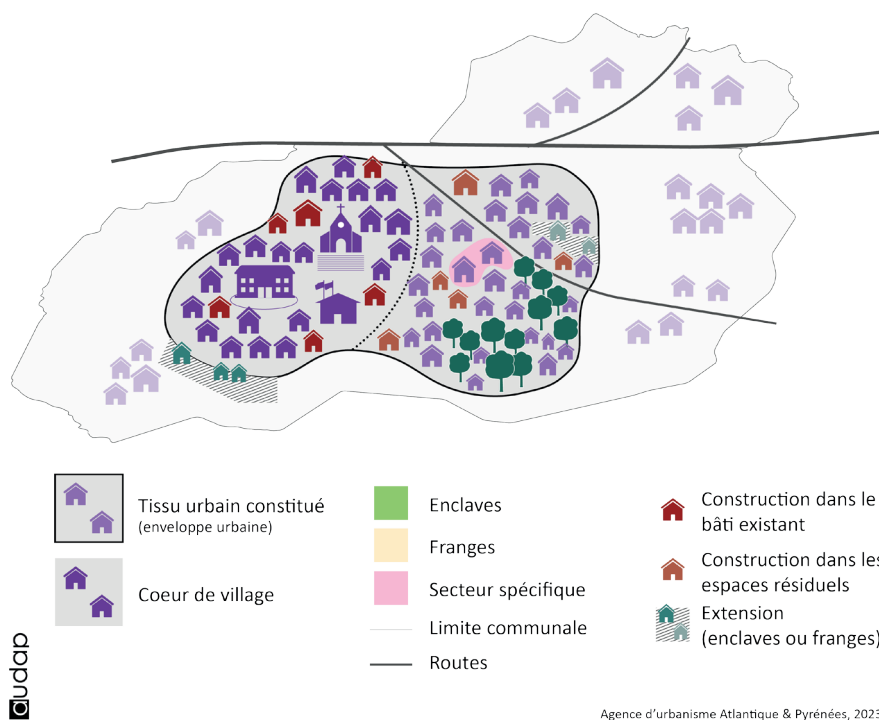 Tissu urbain constitué
(enveloppe urbaine)
Coeur de village
Enclaves
Franges
Secteur spécifique
Limite communale
Routes
Construction dans le
bâti existant
Construction dans les
espaces résiduels
Extension
(enclaves ou franges)
audap
Agence d'urbanisme Atlantique & Pyrénées, 2023